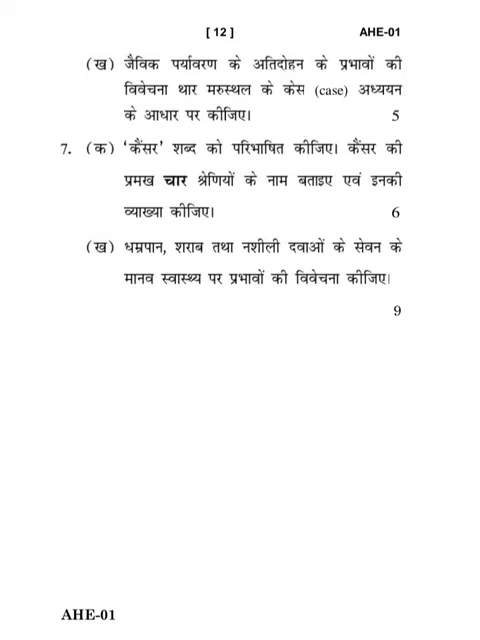 [ 12 ] AHE-01
(ख) जैविक पर्यावरण के अतिदोहन के प्रभावों की
विवेचना थार मरुस्थल के केस (case) अध्ययन
के आधार पर कीजिए। 5
7. (क) ‘कैंसर’ शब्द को परिभाषित कीजिए। कैंसर की
प्रमख चार श्रेणियों के नाम बताइए एवं इनकी
व्याख्या कीजिए। 6
(ख) धम्रपान, शराब तथा नशीली दवाओं के सेवन के
मानव स्वास्थ्य पर प्रभावों की विवेचना कीजिए।
9
AHE-01